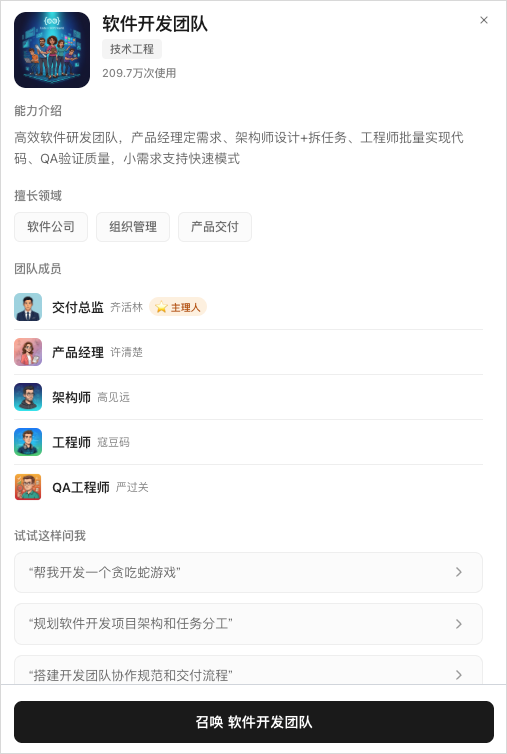 软件开发团队
技术工程
209.7万次使用
能力介绍
高效软件研发团队，产品经理定需求、架构师设计+拆任务、工程师批量实现代
码、QA验证质量，小需求支持快速模式
擅长领域
软件公司
组织管理
产品交付
团队成员
交付总监 齐活林 主理人
产品经理 许清楚
架构师 高见远
工程师 寇豆码
QA工程师 严过关
试试这样问我
“帮我开发一个贪吃蛇游戏”
“规划软件开发项目架构和任务分工”
“搭建开发团队协作规范和交付流程”
召唤 软件开发团队